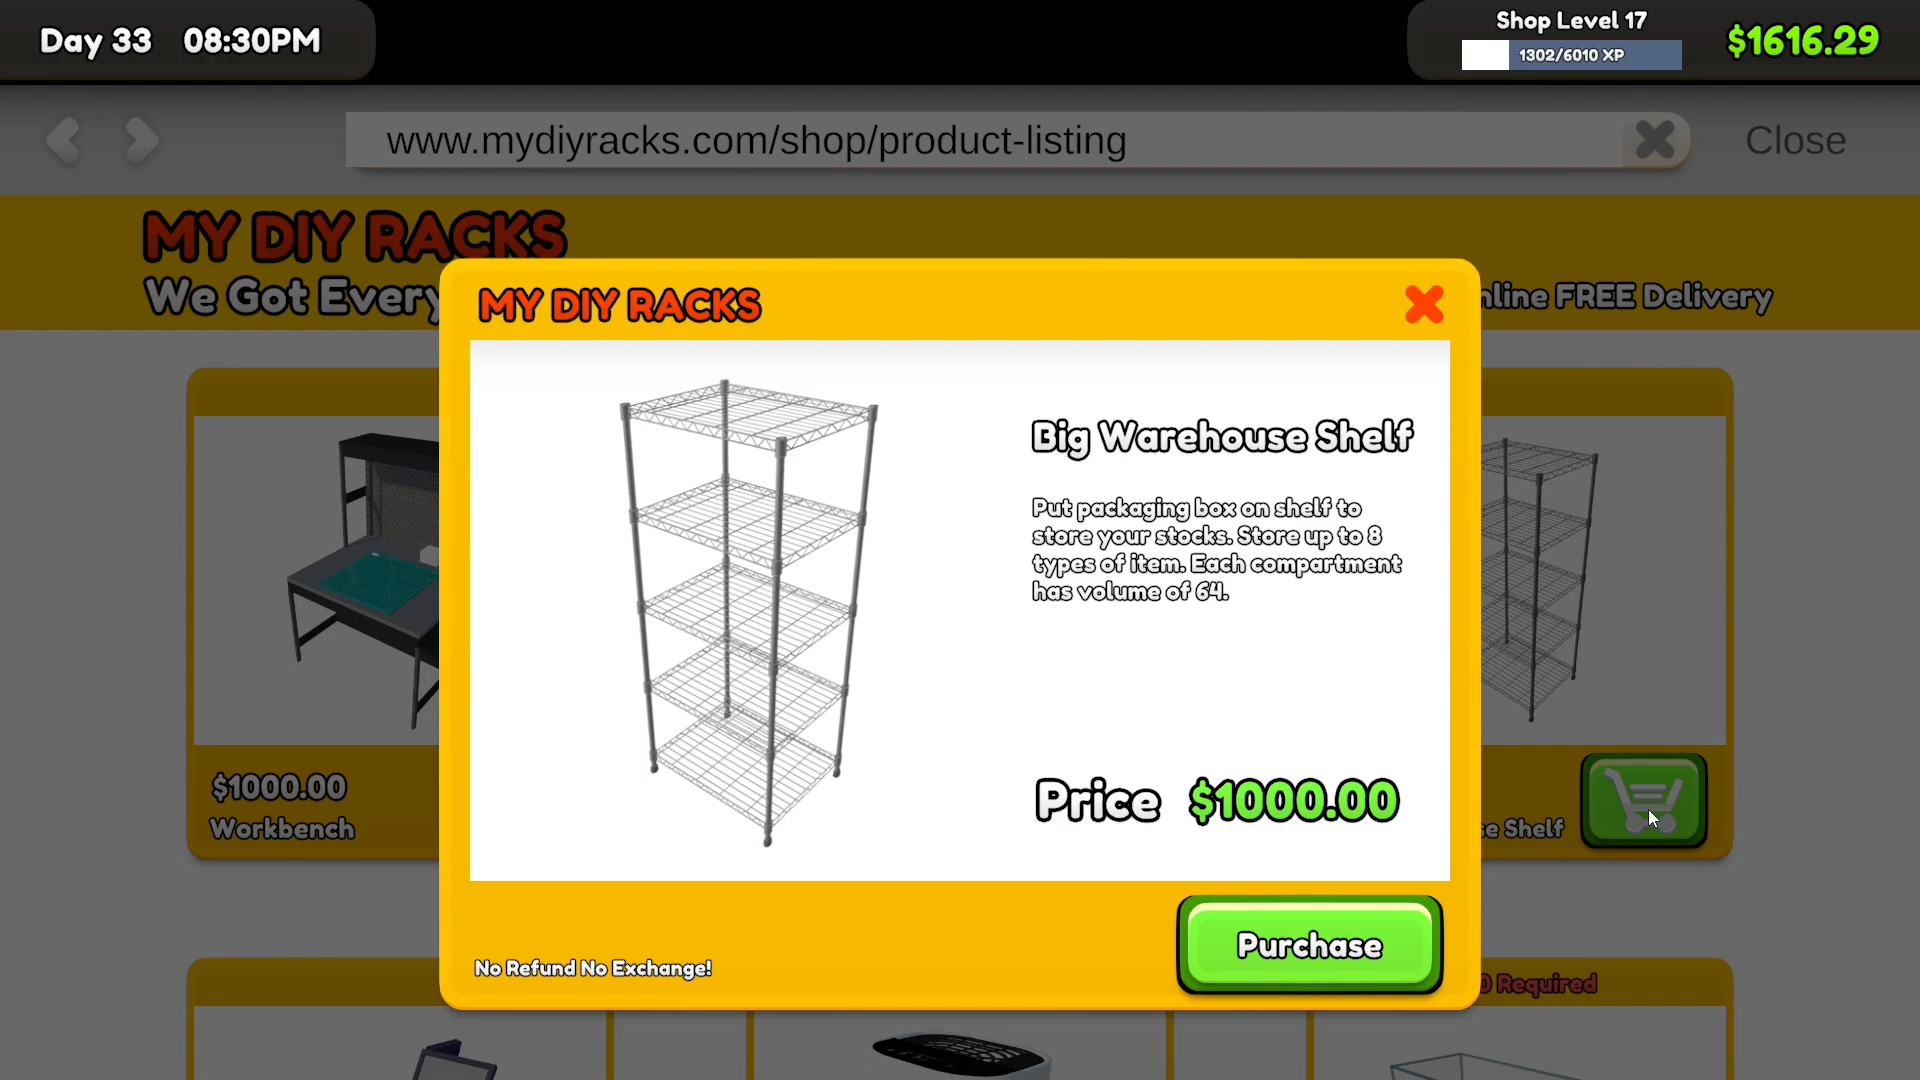 Day 33 08:30PM
Shop Level 17
1302/6010 XP
$1616.29
www.mydiyracks.com/shop/product-listing
Close
MY DIY RACKS
We Got Every
nline FREE Delivery
MY DIY RACKS
Big Warehouse Shelf
Put packaging box on shelf to
store your stocks. Store up to 8
types of item. Each compartment
has volume of 64.
Price $1000.00
$1000.00
Workbench
se Shelf
Purchase
No Refund No Exchange!
0 Required